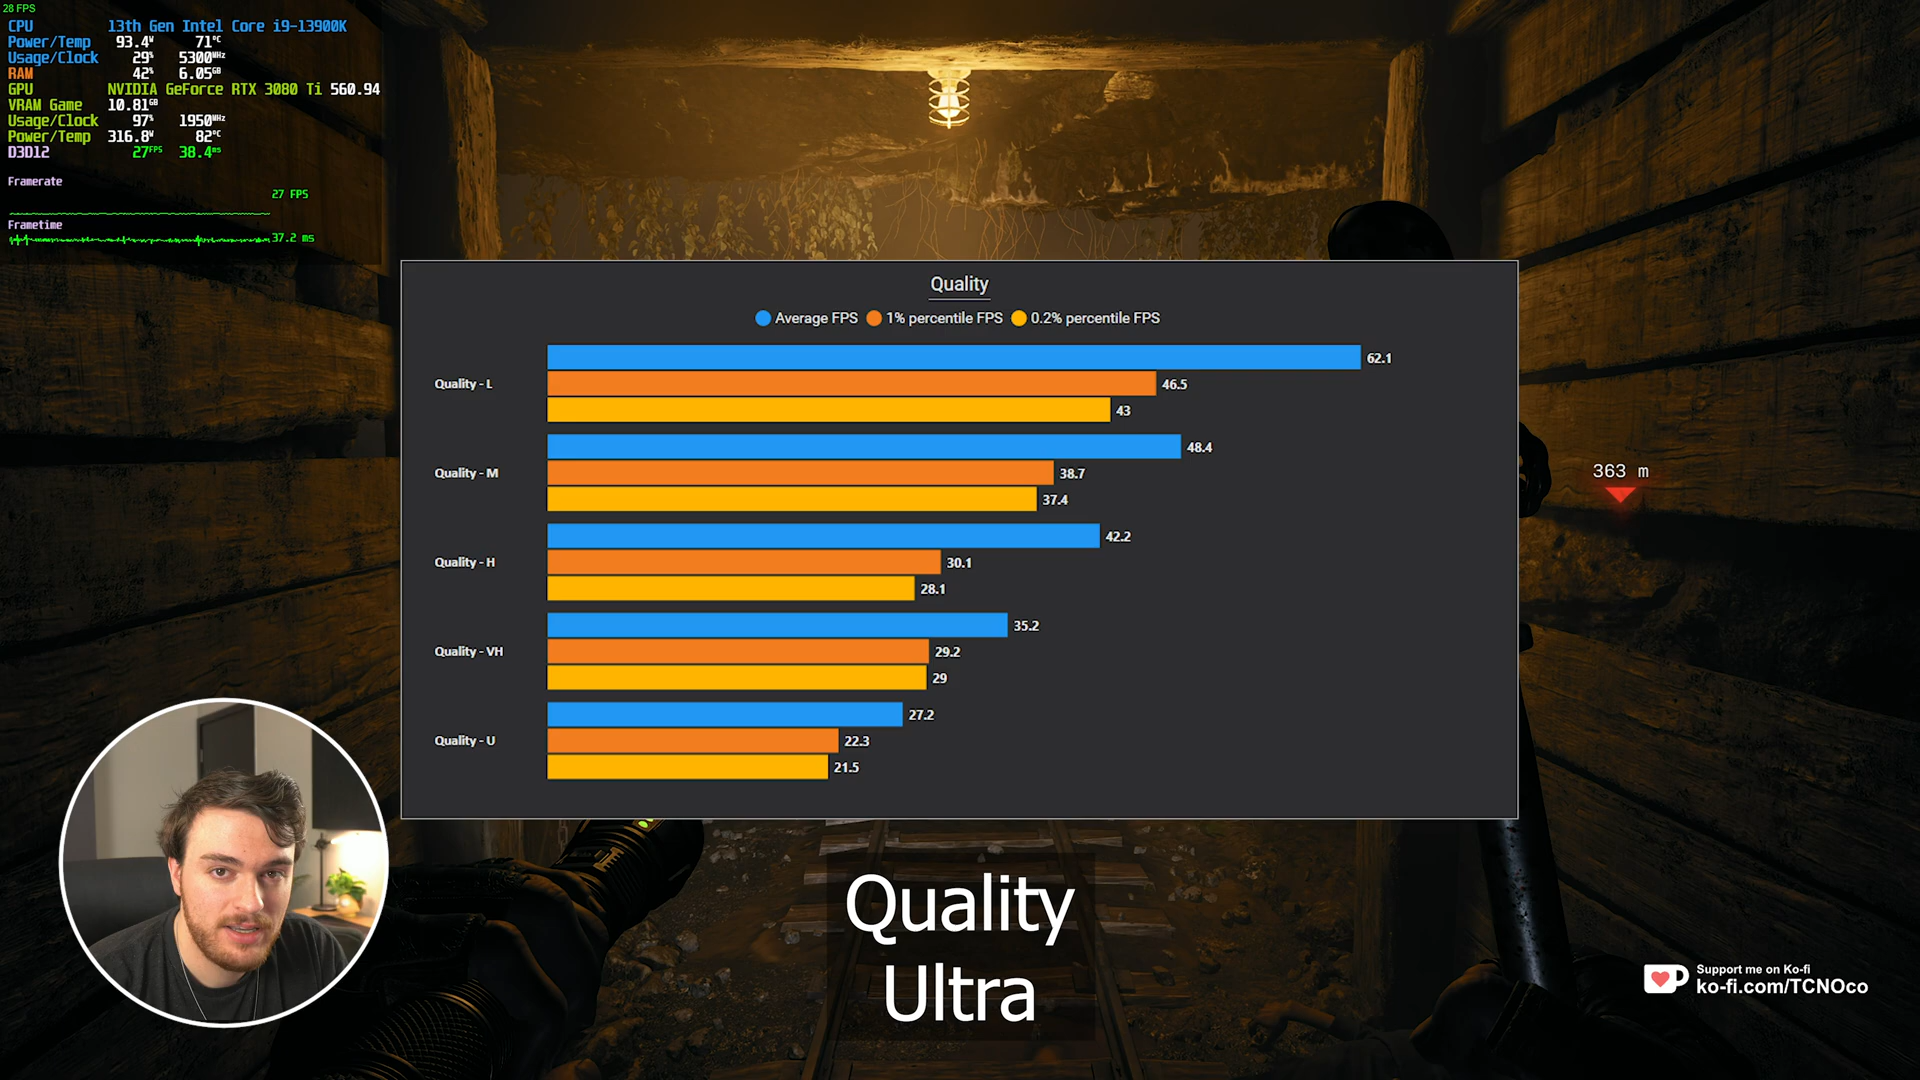 28 FPS
CPU 13th Gen Intel Core i9-13900K
Power/Temp 93.4W 71°C
Usage/Clock 29% 5300MHz
RAM 42% 6.05GB
GPU NVIDIA GeForce RTX 3080 Ti 560.94
VRAM Game 10.81GB
Usage/Clock 97% 1950MHz
Power/Temp 316.8W 82°C
D3D12 27FPS 38.4ms
Framerate
27 FPS
Frametime
37.2 ms
Quality
Average FPS 1% percentile FPS 0.2% percentile FPS
62.1
Quality - L 46.5
43
48.4
Quality - M 38.7
37.4
42.2
Quality - H 30.1
28.1
35.2
Quality - VH 29.2
29
27.2
Quality - U 22.3
21.5
363 m
Quality
Ultra
Support me on Ko-fi
ko-fi.com/TCNOco